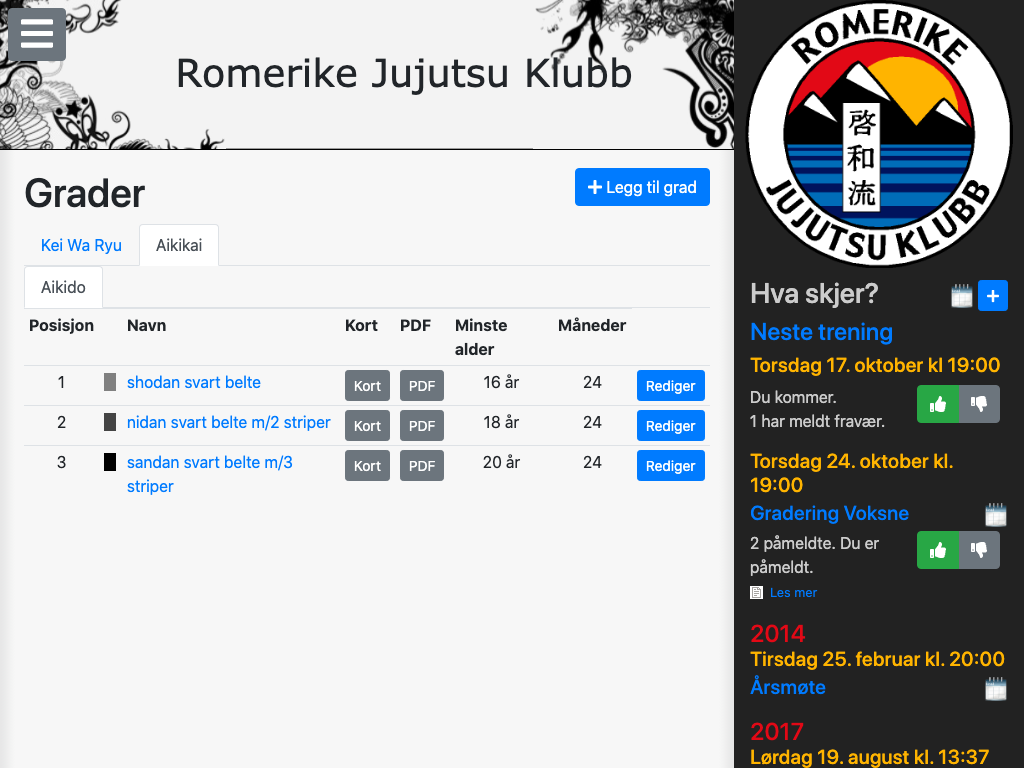 Romerike Jujutsu Klubb
Grader
Legg til grad
Kei Wa Ryu
Aikikai
Aikido
Posisjon Navn Kort PDF Minste alder Måneder
1 shodan svart belte Kort PDF 16 år 24 Rediger
2 nidan svart belte m/2 striper Kort PDF 18 år 24 Rediger
3 sandan svart belte m/3 striper Kort PDF 20 år 24 Rediger
ROMERIKE
啓和流
JUJUTSU KLUBB
Hva skjer?
Neste trening
Torsdag 17. oktober kl 19:00
Du kommer.
1 har meldt fravær.
Torsdag 24. oktober kl.
19:00
Gradering Voksne
2 påmeldte. Du er
påmeldt.
Les mer
2014
Tirsdag 25. februar kl. 20:00
Årsmøte
2017
Lørdag 19. august kl. 13:37